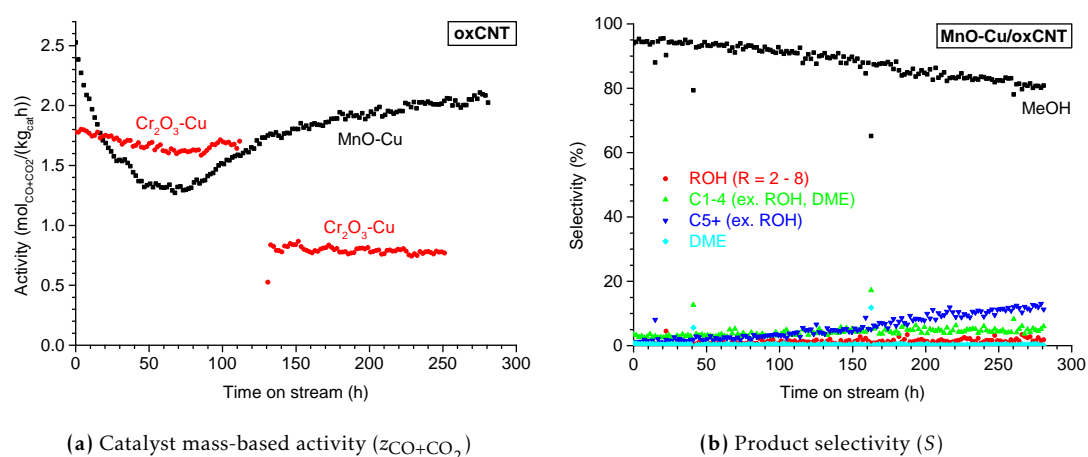 oxCNT
2.5
2.0
1.5
1.0
0.5
0.0
Activity (mol_CO+CO2/(kg_cat h))
Cr₂O₃-Cu
MnO-Cu
Cr₂O₃-Cu
0 50 100 150 200 250 300
Time on stream (h)
(a) Catalyst mass-based activity (z_CO+CO₂)
MnO-Cu/oxCNT
100
80
60
40
20
0
Selectivity (%)
MeOH
ROH (R = 2 - 8)
C1-4 (ex. ROH, DME)
C5+ (ex. ROH)
DME
0 50 100 150 200 250 300
Time on stream (h)
(b) Product selectivity (S)